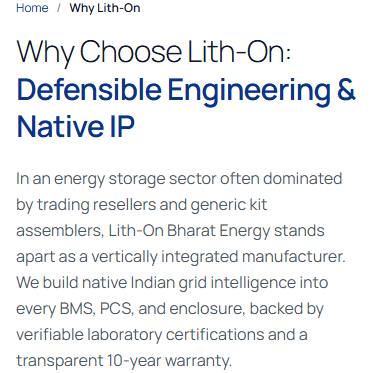 Home / Why Lith-On
Why Choose Lith-On:
Defensible Engineering &
Native IP
In an energy storage sector often dominated
by trading resellers and generic kit
assemblers, Lith-On Bharat Energy stands
apart as a vertically integrated manufacturer.
We build native Indian grid intelligence into
every BMS, PCS, and enclosure, backed by
verifiable laboratory certifications and a
transparent 10-year warranty.